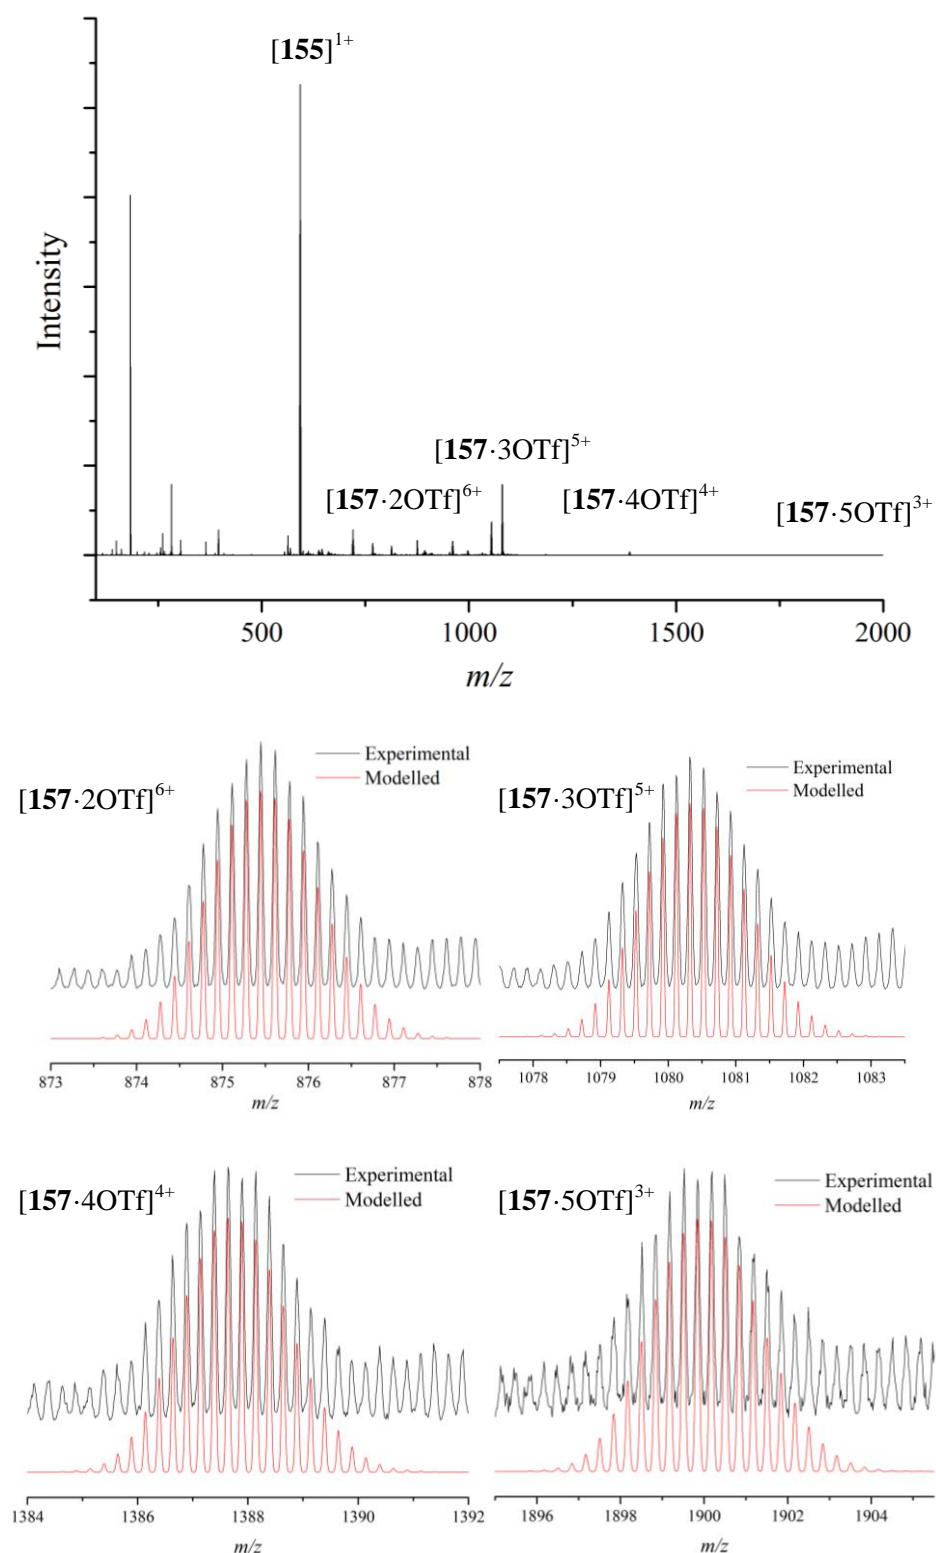 [155]¹⁺
Intensity
[157·3OTf]⁵⁺
[157·2OTf]⁶⁺
[157·4OTf]⁴⁺
[157·5OTf]³⁺
500
1000
1500
2000
m/z
[157·2OTf]⁶⁺
Experimental
Modelled
873
874
875
876
877
878
m/z
[157·3OTf]⁵⁺
Experimental
Modelled
1078
1079
1080
1081
1082
1083
m/z
[157·4OTf]⁴⁺
Experimental
Modelled
1384
1386
1388
1390
1392
m/z
[157·5OTf]³⁺
Experimental
Modelled
1896
1898
1900
1902
1904
m/z